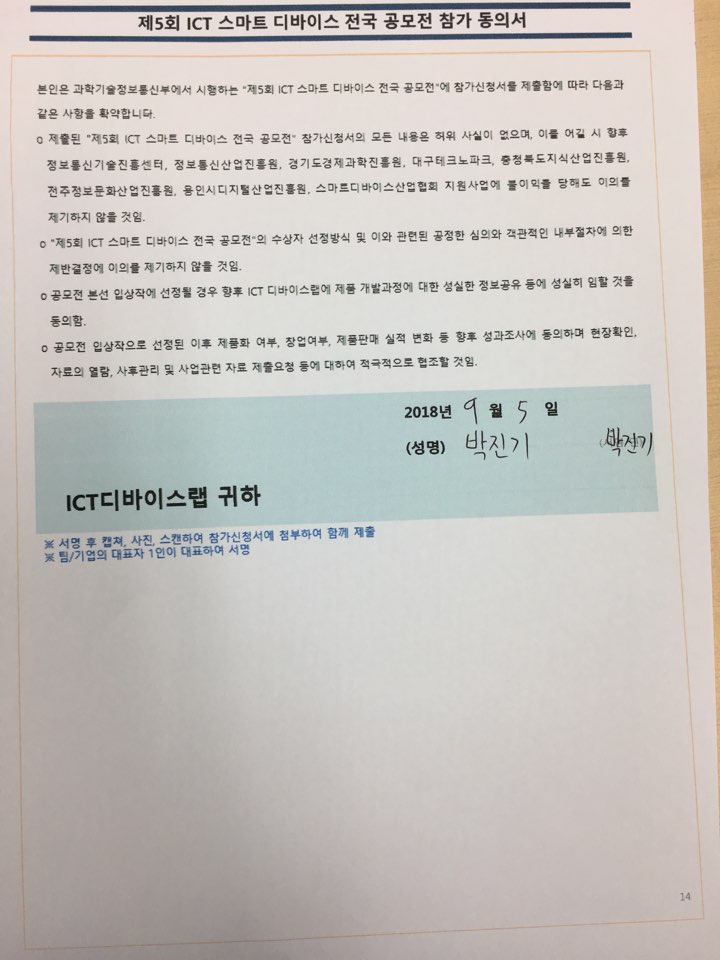 제5회 ICT 스마트 디바이스 전국 공모전 참가 동의서
본인은 과학기술정보통신부에서 시행하는 "제5회 ICT 스마트 디바이스 전국 공모전"에 참가신청서를 제출함에 따라 다음과
같은 사항을 확약합니다.
o 제출된 "제5회 ICT 스마트 디바이스 전국 공모전" 참가신청서의 모든 내용은 허위 사실이 없으며, 이를 어길 시 향후
정보통신기술진흥센터, 정보통신산업진흥원, 경기도경제과학진흥원, 대구테크노파크, 충청북도지식산업진흥원,
전주정보문화산업진흥원, 용인시디지털산업진흥원, 스마트디바이스산업협회 지원사업에 불이익를 당해도 이의를
제기하지 않을 것임.
o "제5회 ICT 스마트 디바이스 전국 공모전"의 수상자 선정방식 및 이와 관련된 공정한 심의와 객관적인 내부절차에 의한
제반결정에 이의를 제기하지 않을 것임.
o 공모전 본선 입상작에 선정될 경우 향후 ICT 디바이스랩에 제품 개발과정에 대한 성실한 정보공유 등에 성실히 임할 것을
동의함.
o 공모전 입상작으로 선정된 이후 제품화 여부, 창업여부, 제품판매 실적 변화 등 향후 성과조사에 동의하며 현장확인,
자료의 열람, 사후관리 및 사업관련 자료 제출요청 등에 대하여 적극적으로 협조할 것임.
2018년 9 월 5 일
(성명) 박진기 박진기
ICT디바이스랩 귀하
※ 서명 후 캡쳐, 사진, 스캔하여 참가신청서에 첨부하여 함께 제출
※ 팀/기업의 대표자 1인이 대표하여 서명
14